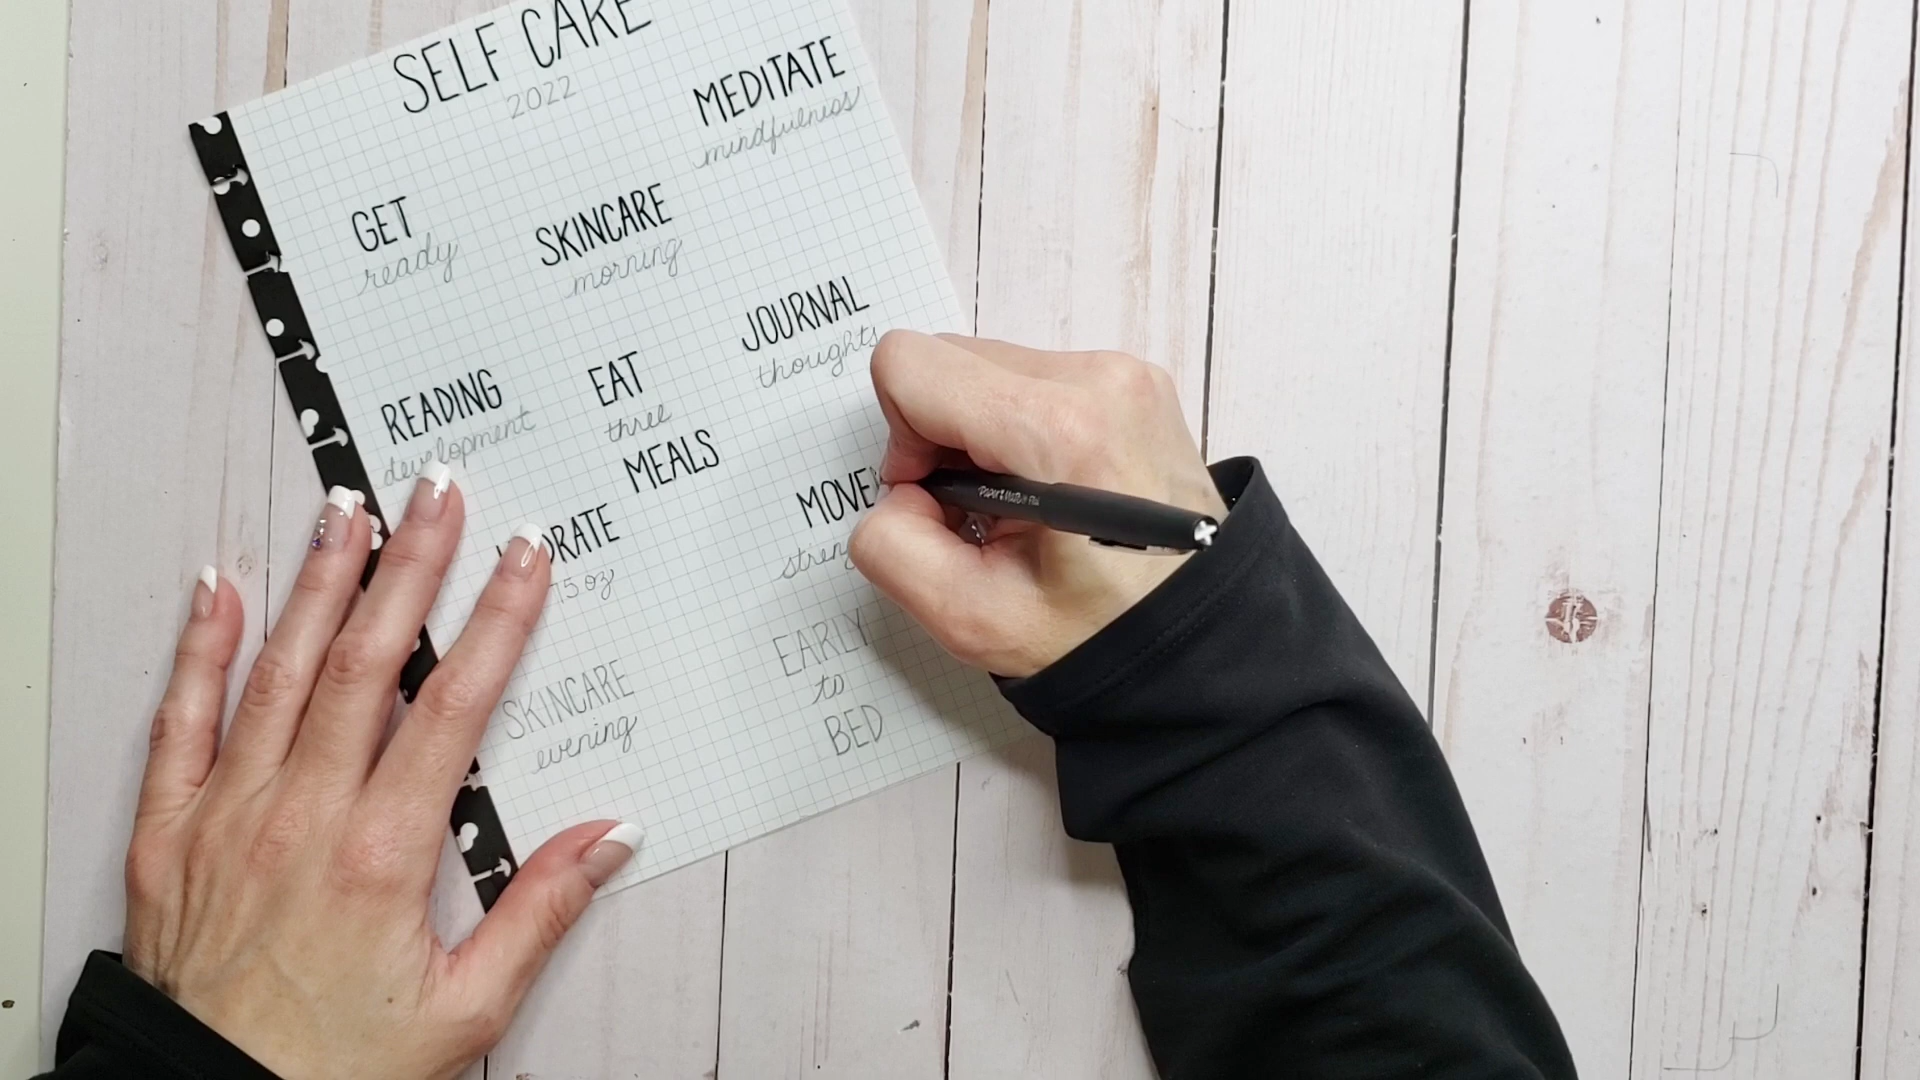 SELF CARE
2022
MEDITATE
mindfulness
GET
ready
SKINCARE
morning
JOURNAL
thoughts
READING
development
EAT
three
MEALS
MOVE
75 oz
SKINCARE
evening
EARLY
to
BED
Paper Mate Flair